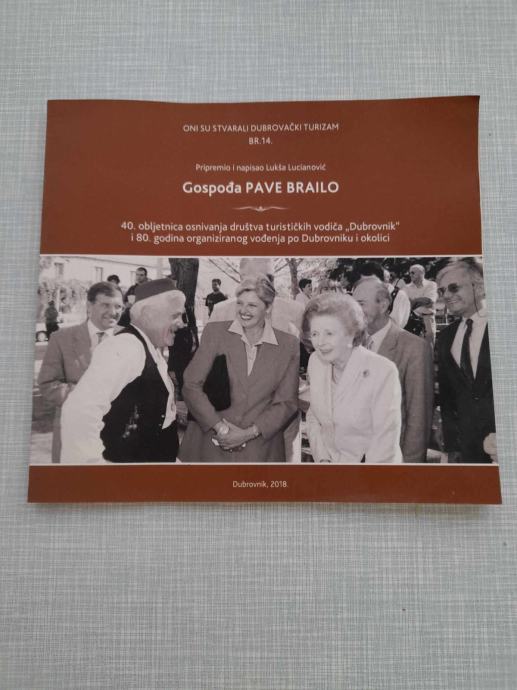 ONI SU STVARALI DUBROVAČKI TURIZAM
BR.14.
Pripremio i napisao Lukša Lucianović
Gospođa PAVE BRAILO
40. obljetnica osnivanja društva turističkih vodiča „Dubrovnik“
i 80. godina organiziranog vođenja po Dubrovniku i okolici
Dubrovnik, 2018.